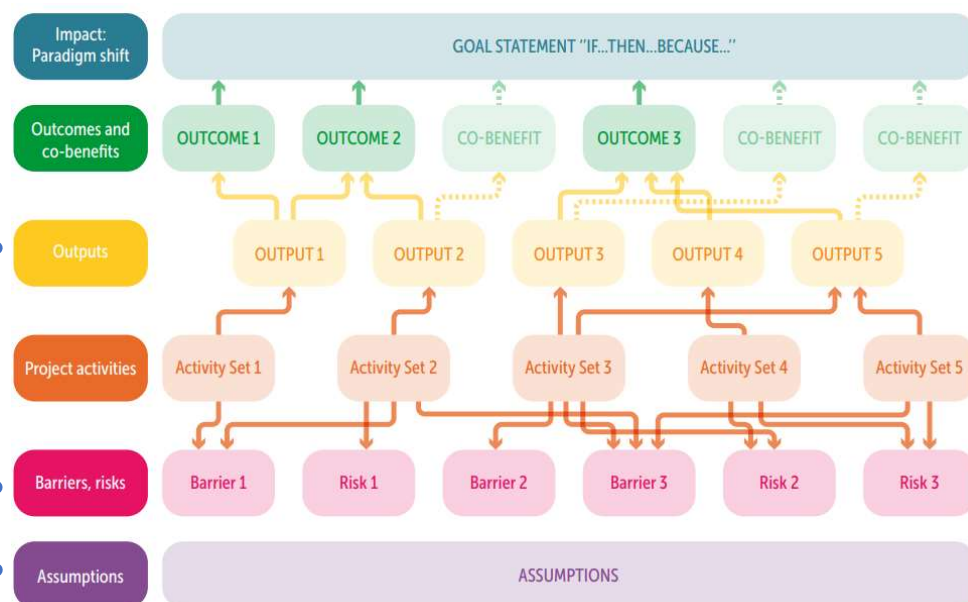 Impact:
Paradigm shift
GOAL STATEMENT "IF...THEN...BECAUSE..."
Outcomes and
co-benefits
OUTCOME 1
OUTCOME 2
CO-BENEFIT
OUTCOME 3
CO-BENEFIT
CO-BENEFIT
Outputs
OUTPUT 1
OUTPUT 2
OUTPUT 3
OUTPUT 4
OUTPUT 5
Project activities
Activity Set 1
Activity Set 2
Activity Set 3
Activity Set 4
Activity Set 5
Barriers, risks
Barrier 1
Risk 1
Barrier 2
Barrier 3
Risk 2
Risk 3
Assumptions
ASSUMPTIONS